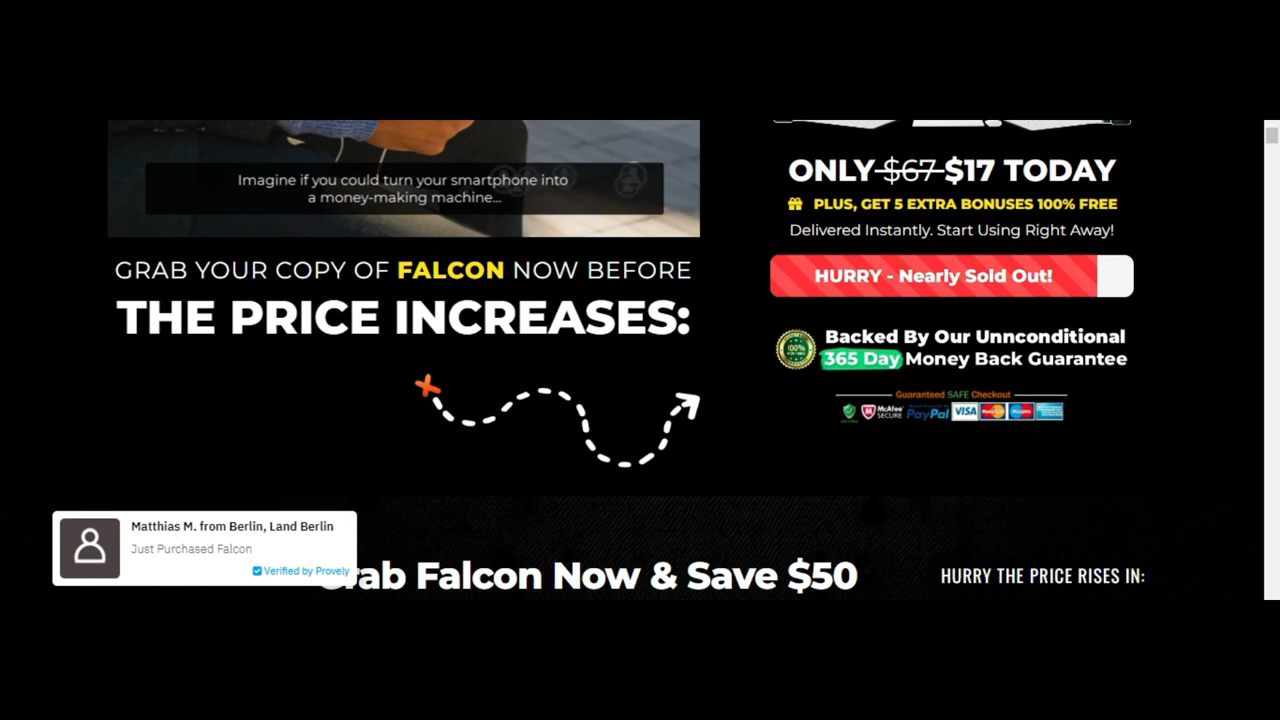 Imagine if you could turn your smartphone into
a money-making machine...
GRAB YOUR COPY OF FALCON NOW BEFORE
THE PRICE INCREASES:
ONLY $67 $17 TODAY
PLUS, GET 5 EXTRA BONUSES 100% FREE
Delivered Instantly. Start Using Right Away!
HURRY - Nearly Sold Out!
100%
Backed By Our Unnconditional
365 Day Money Back Guarantee
Guaranteed SAFE Checkout
McAfee
SECURE
PayPal
VISA
Matthias M. from Berlin, Land Berlin
Just Purchased Falcon
Verified by Provely
rab Falcon Now & Save $50
HURRY THE PRICE RISES IN: